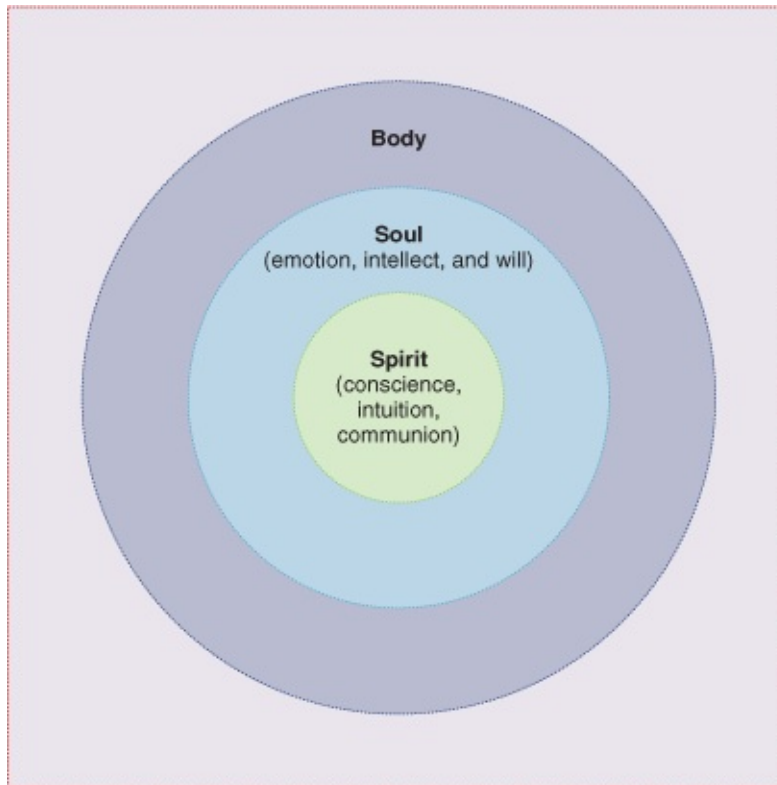 Body
Soul
(emotion, intellect, and will)
Spirit
(conscience,
intuition,
communion)